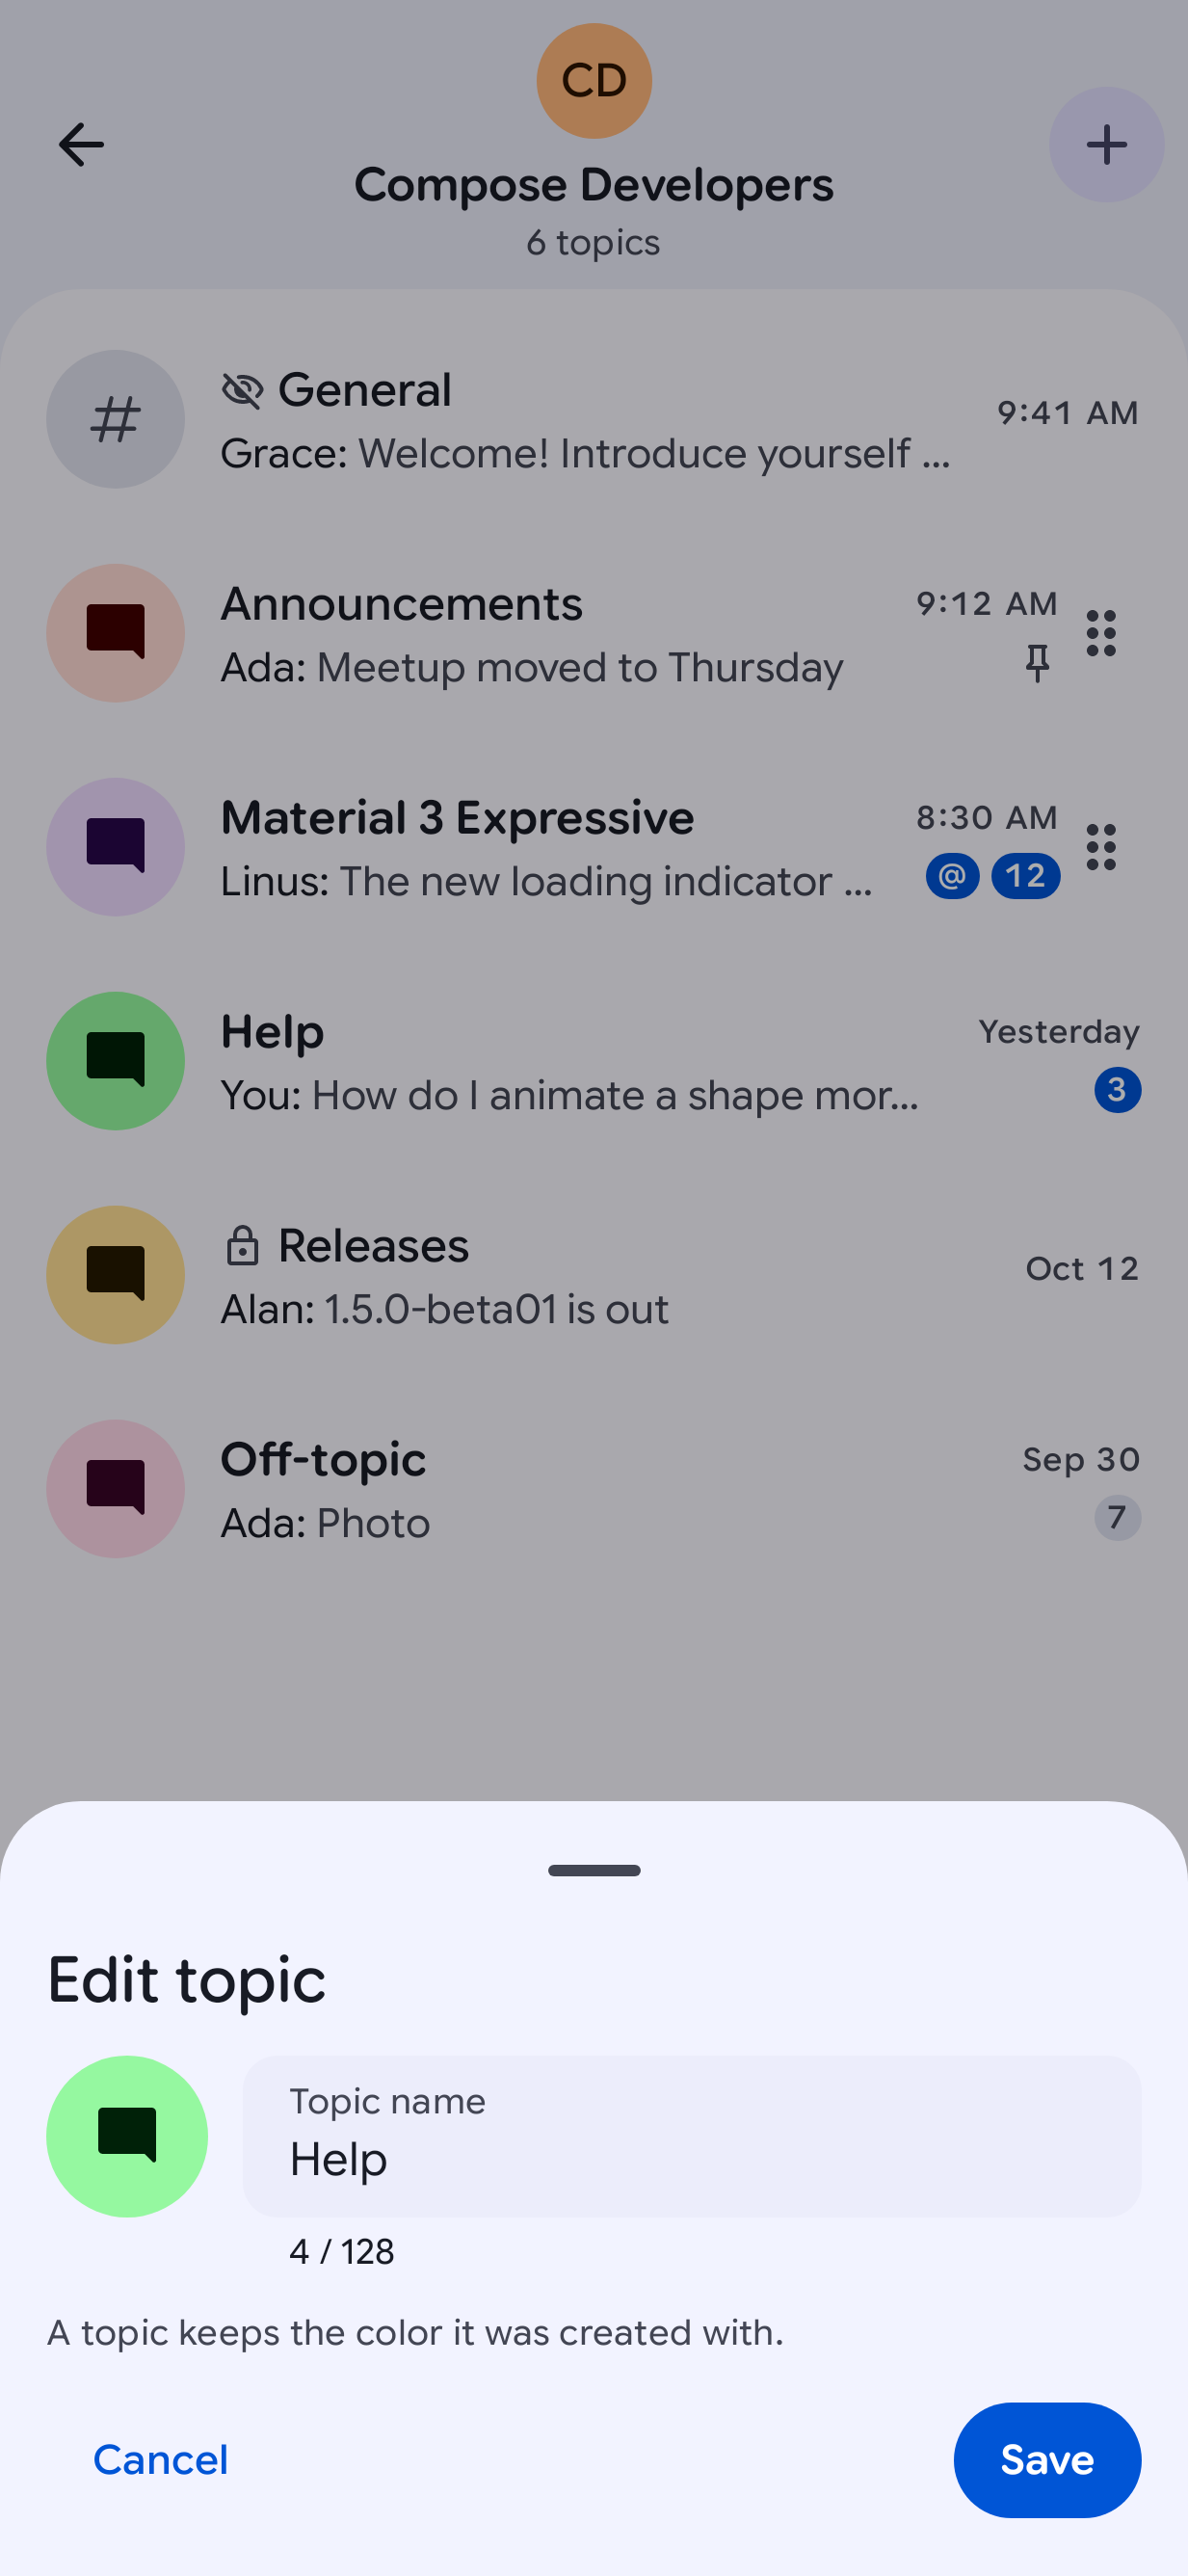 CD
Compose Developers
6 topics
General
9:41 AM
Grace: Welcome! Introduce yourself ...
Announcements
9:12 AM
Ada: Meetup moved to Thursday
Material 3 Expressive
8:30 AM
Linus: The new loading indicator ...
@ 12
Help
Yesterday
You: How do I animate a shape mor...
3
Releases
Oct 12
Alan: 1.5.0-beta01 is out
Off-topic
Sep 30
Ada: Photo
7
Edit topic
Topic name
Help
4 / 128
A topic keeps the color it was created with.
Cancel
Save